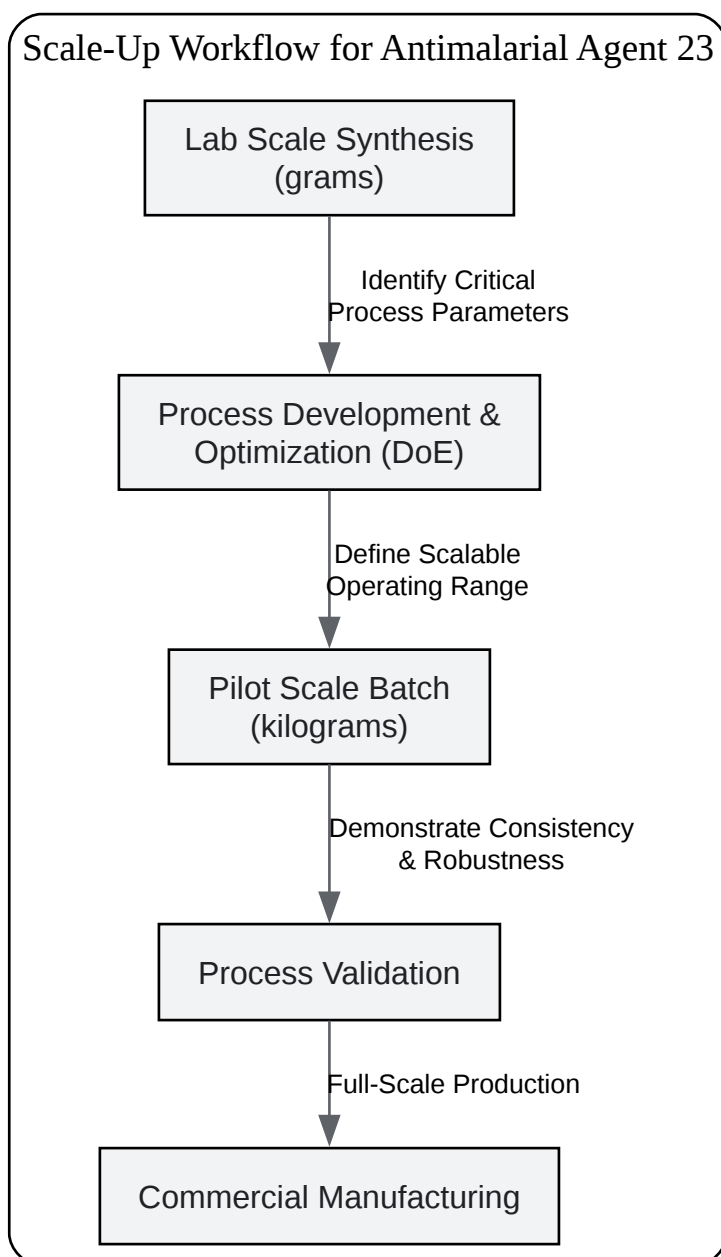 Scale-Up Workflow for Antimalarial Agent 23
Lab Scale Synthesis
(grams)
Identify Critical
Process Parameters
Process Development &
Optimization (DoE)
Define Scalable
Operating Range
Pilot Scale Batch
(kilograms)
Demonstrate Consistency
& Robustness
Process Validation
Full-Scale Production
Commercial Manufacturing